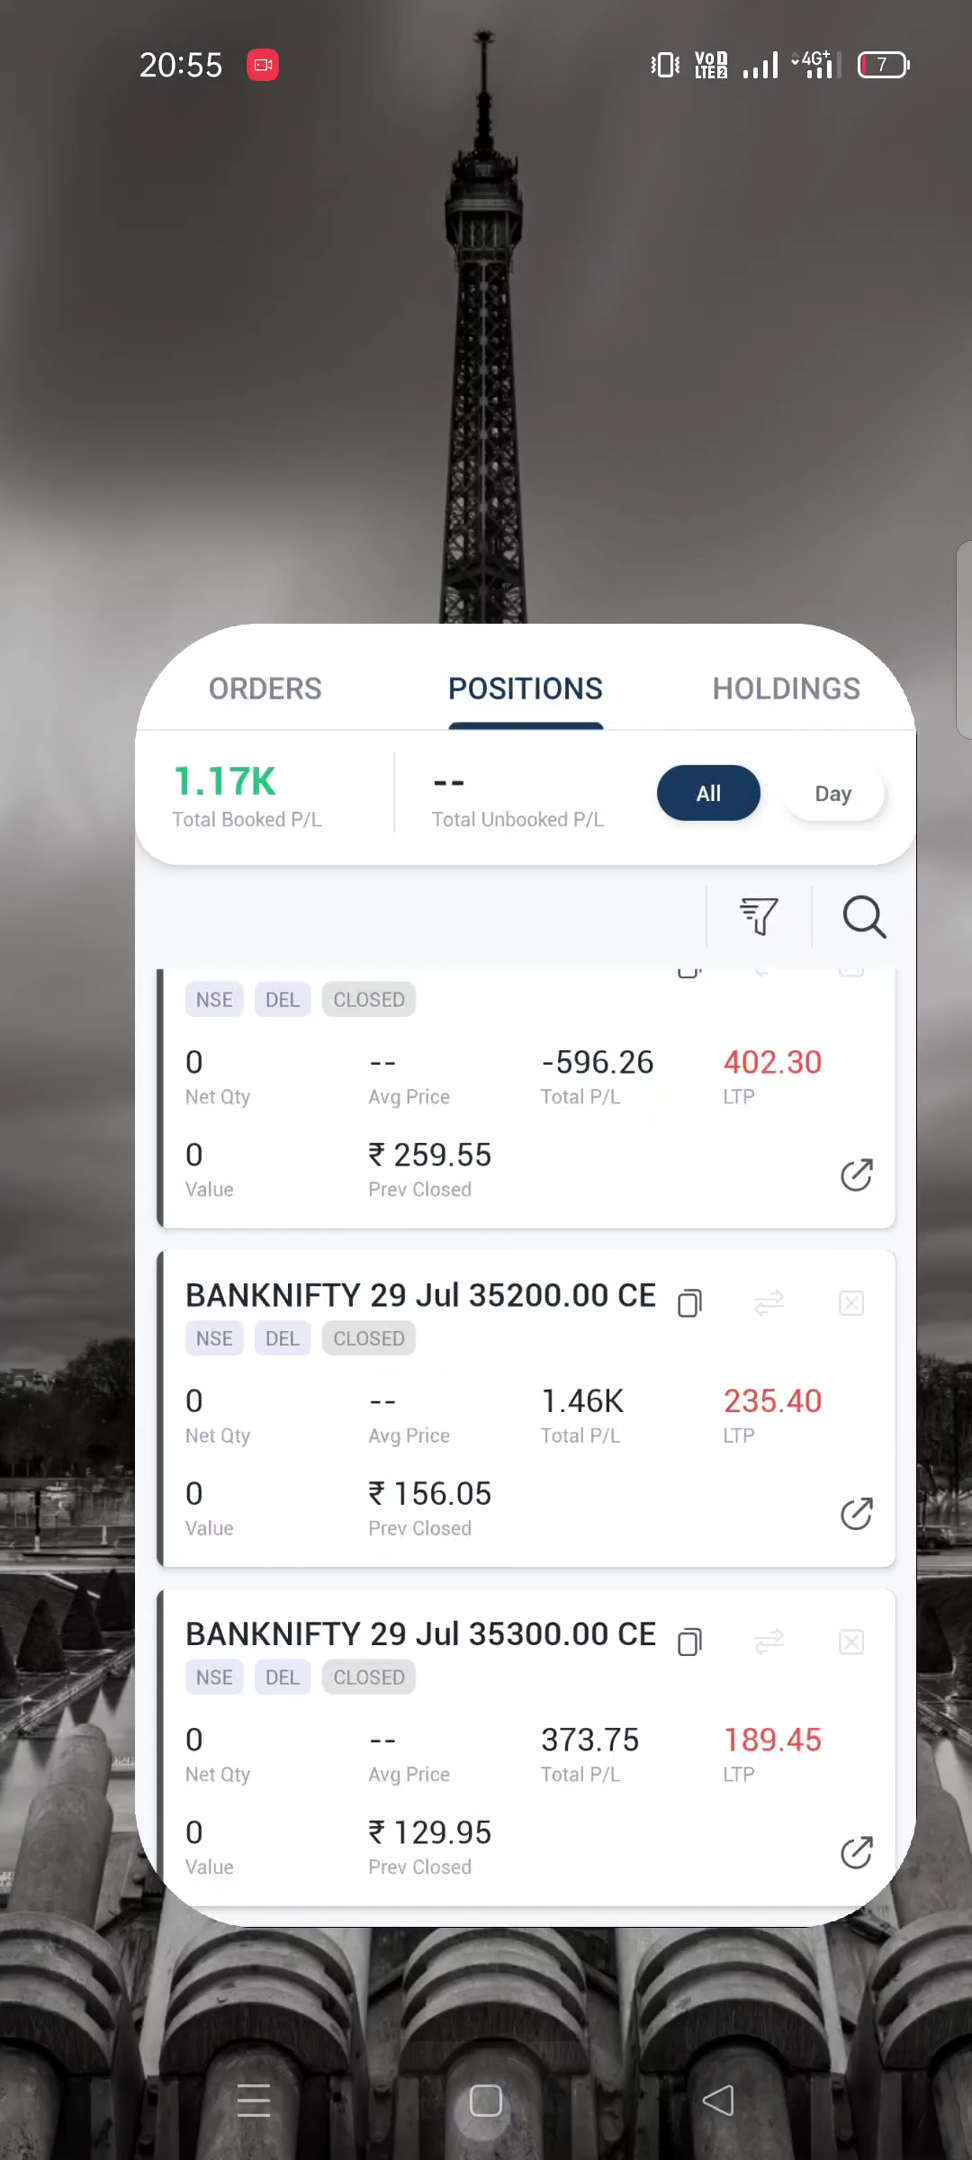 20:55 VoD LTE2 4G+ 7
ORDERS POSITIONS HOLDINGS
1.17K -- All Day
Total Booked P/L Total Unbooked P/L
NSE DEL CLOSED
0 -- -596.26 402.30
Net Qty Avg Price Total P/L LTP
0 ₹ 259.55
Value Prev Closed
BANKNIFTY 29 Jul 35200.00 CE
NSE DEL CLOSED
0 -- 1.46K 235.40
Net Qty Avg Price Total P/L LTP
0 ₹ 156.05
Value Prev Closed
BANKNIFTY 29 Jul 35300.00 CE
NSE DEL CLOSED
0 -- 373.75 189.45
Net Qty Avg Price Total P/L LTP
0 ₹ 129.95
Value Prev Closed